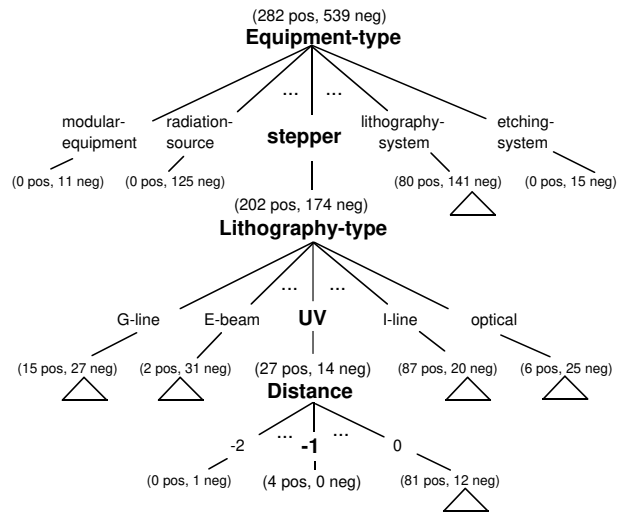 (282 pos, 539 neg)
Equipment-type
... ...
modular-
equipment
radiation-
source
stepper
lithography-
system
etching-
system
(0 pos, 11 neg) (0 pos, 125 neg) (80 pos, 141 neg) (0 pos, 15 neg)
(202 pos, 174 neg)
Lithography-type
... ...
G-line E-beam UV I-line optical
(15 pos, 27 neg) (2 pos, 31 neg) (27 pos, 14 neg) (87 pos, 20 neg) (6 pos, 25 neg)
Distance
-2 ... -1 ... 0
(0 pos, 1 neg) (4 pos, 0 neg) (81 pos, 12 neg)